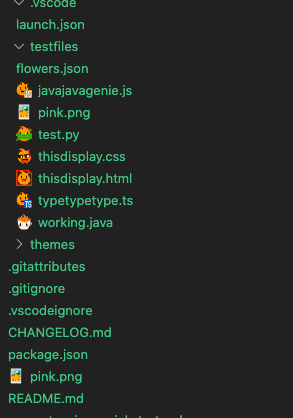 .vscode
launch.json
testfiles
flowers.json
javajavagenie.js
pink.png
test.py
thisdisplay.css
thisdisplay.html
TS typetypetype.ts
working.java
themes
.gitattributes
.gitignore
.vscodeignore
CHANGELOG.md
package.json
pink.png
README.md